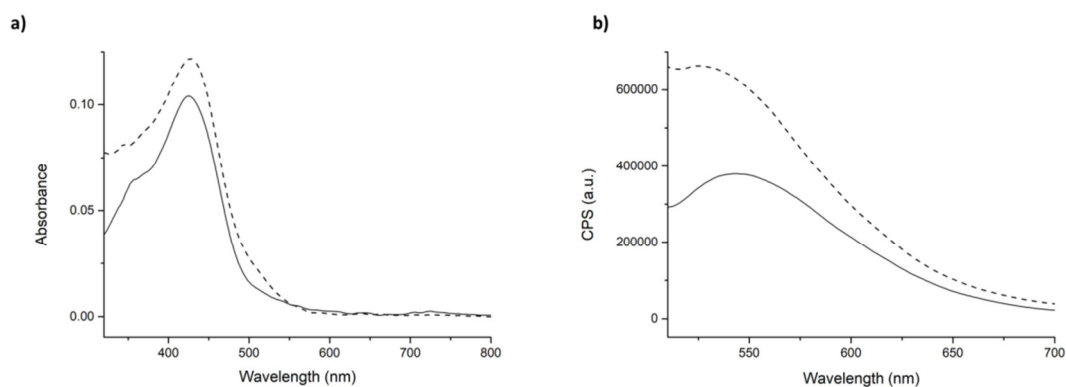 a)
0.10
0.05
0.00
Absorbance
400 500 600 700 800
Wavelength (nm)
b)
600000
400000
200000
0
CPS (a.u.)
550 600 650 700
Wavelength (nm)